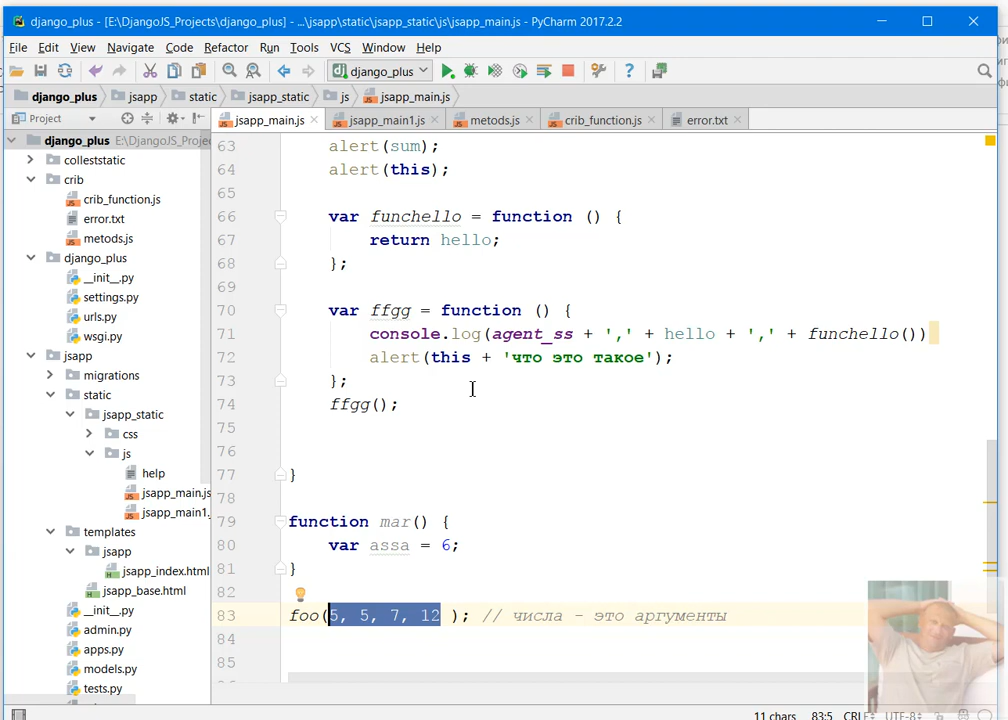 django_plus - [E:\DjangoJS_Projects\django_plus] - ...\jsapp\static\jsapp_static\js\jsapp_main.js - PyCharm 2017.2.2
File Edit View Navigate Code Refactor Run Tools VCS Window Help
django_plus
django_plus jsapp static jsapp_static js jsapp_main.js
Project
jsapp_main.js jsapp_main1.js metods.js crib_function.js error.txt
django_plus E:\DjangoJS_Projec
colleststatic
crib
crib_function.js
error.txt
metods.js
django_plus
__init__.py
settings.py
urls.py
wsgi.py
jsapp
migrations
static
jsapp_static
css
js
help
jsapp_main.js
jsapp_main1.
templates
jsapp
jsapp_index.html
jsapp_base.html
__init__.py
admin.py
apps.py
models.py
tests.py
63 alert(sum);
64 alert(this);
65
66 var funchello = function () {
67 return hello;
68 };
69
70 var ffgg = function () {
71 console.log(agent_ss + ',' + hello + ',' + funchello())
72 alert(this + 'что это такое');
73 };
74 ffgg();
75
76
77 }
78
79 function mar() {
80 var assa = 6;
81 }
82
83 foo(5, 5, 7, 12 ); // числа - это аргументы
84
85
11 chars 83:5 CRLF UTF-8